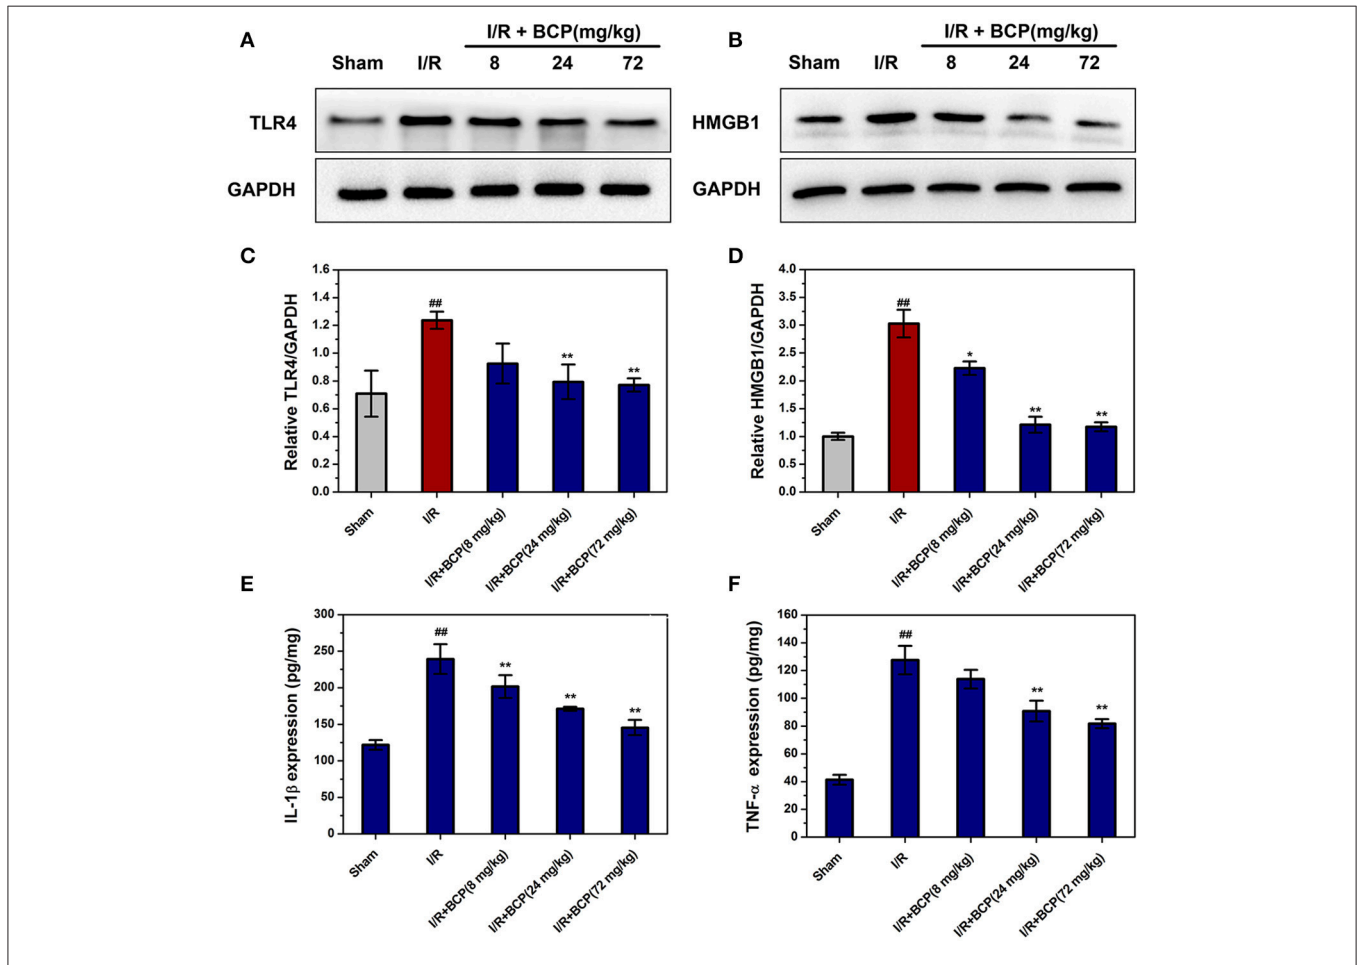 A
I/R + BCP(mg/kg)
Sham I/R 8 24 72
TLR4
GAPDH
B
I/R + BCP(mg/kg)
Sham I/R 8 24 72
HMGB1
GAPDH
C
Relative TLR4/GAPDH
1.6
1.4
1.2
1.0
0.8
0.6
0.4
0.2
0.0
##
**
**
Sham
I/R
I/R+BCP(8 mg/kg)
I/R+BCP(24 mg/kg)
I/R+BCP(72 mg/kg)
D
Relative HMGB1/GAPDH
4.0
3.5
3.0
2.5
2.0
1.5
1.0
0.5
0.0
##
*
**
**
Sham
I/R
I/R+BCP(8 mg/kg)
I/R+BCP(24 mg/kg)
I/R+BCP(72 mg/kg)
E
IL-1β expression (pg/mg)
300
250
200
150
100
50
0
##
**
**
**
Sham
I/R
I/R+BCP(8 mg/kg)
I/R+BCP(24 mg/kg)
I/R+BCP(72 mg/kg)
F
TNF-α expression (pg/mg)
160
140
120
100
80
60
40
20
0
##
**
**
Sham
I/R
I/R+BCP(8 mg/kg)
I/R+BCP(24 mg/kg)
I/R+BCP(72 mg/kg)